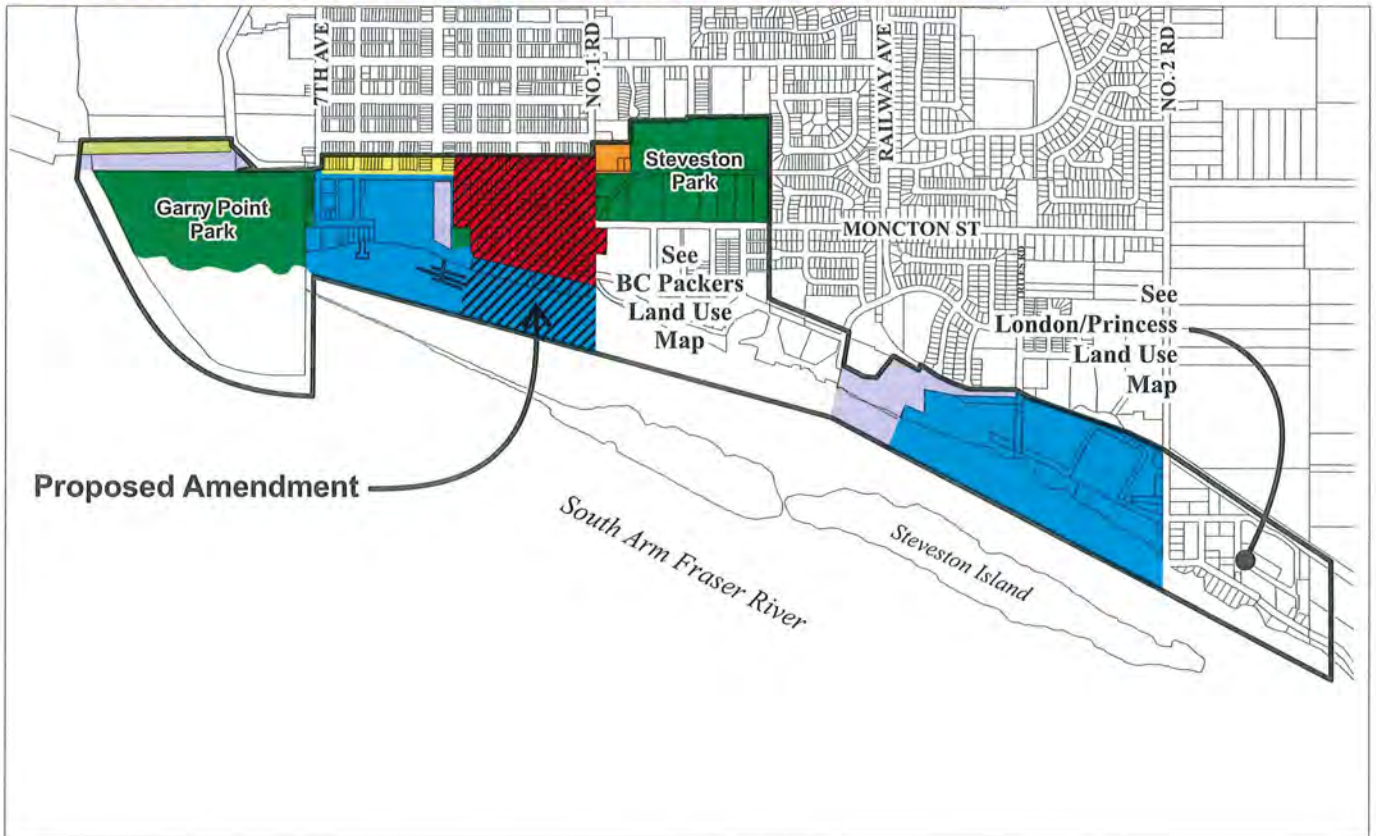 7TH AVE
NO. 1 RD
RAILWAY AVE
NO. 2 RD
Steveston
Park
Garry Point
Park
MONCTON ST
See
BC Packers
Land Use
Map
See
London/Princess
Land Use
Map
Proposed Amendment
South Arm Fraser River
Steveston Island